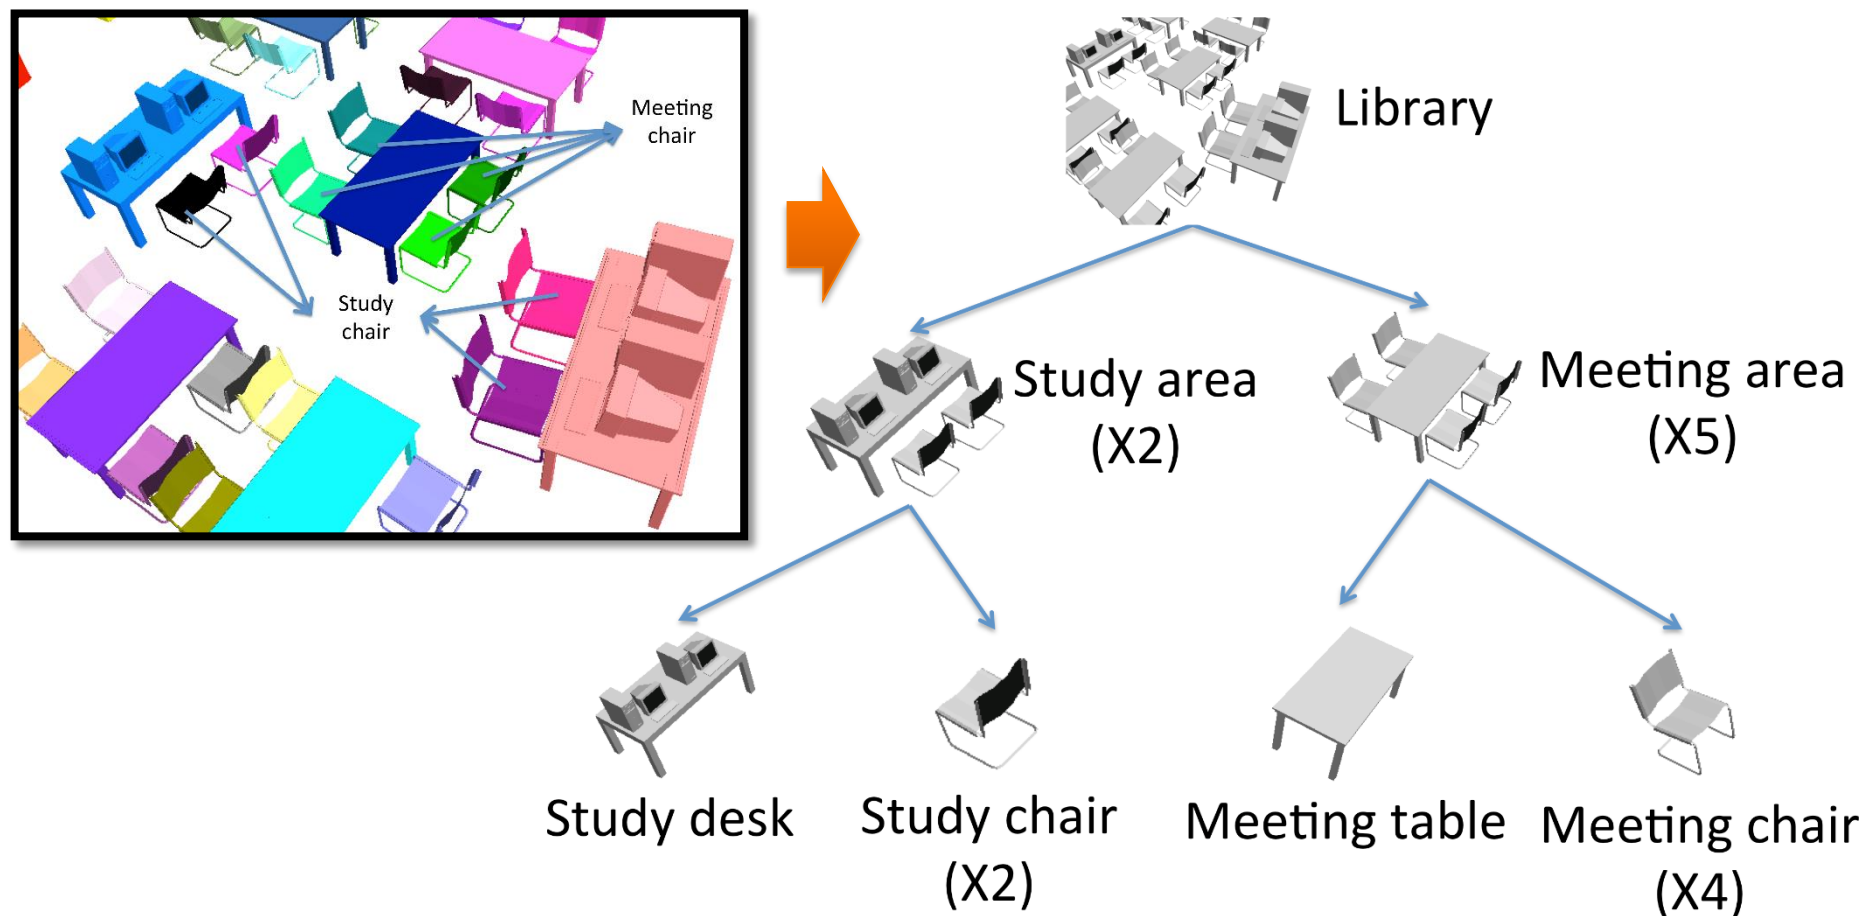 Meeting
chair
Study
chair
Library
Study area
(X2)
Meeting area
(X5)
Study desk
Study chair
(X2)
Meeting table
Meeting chair
(X4)